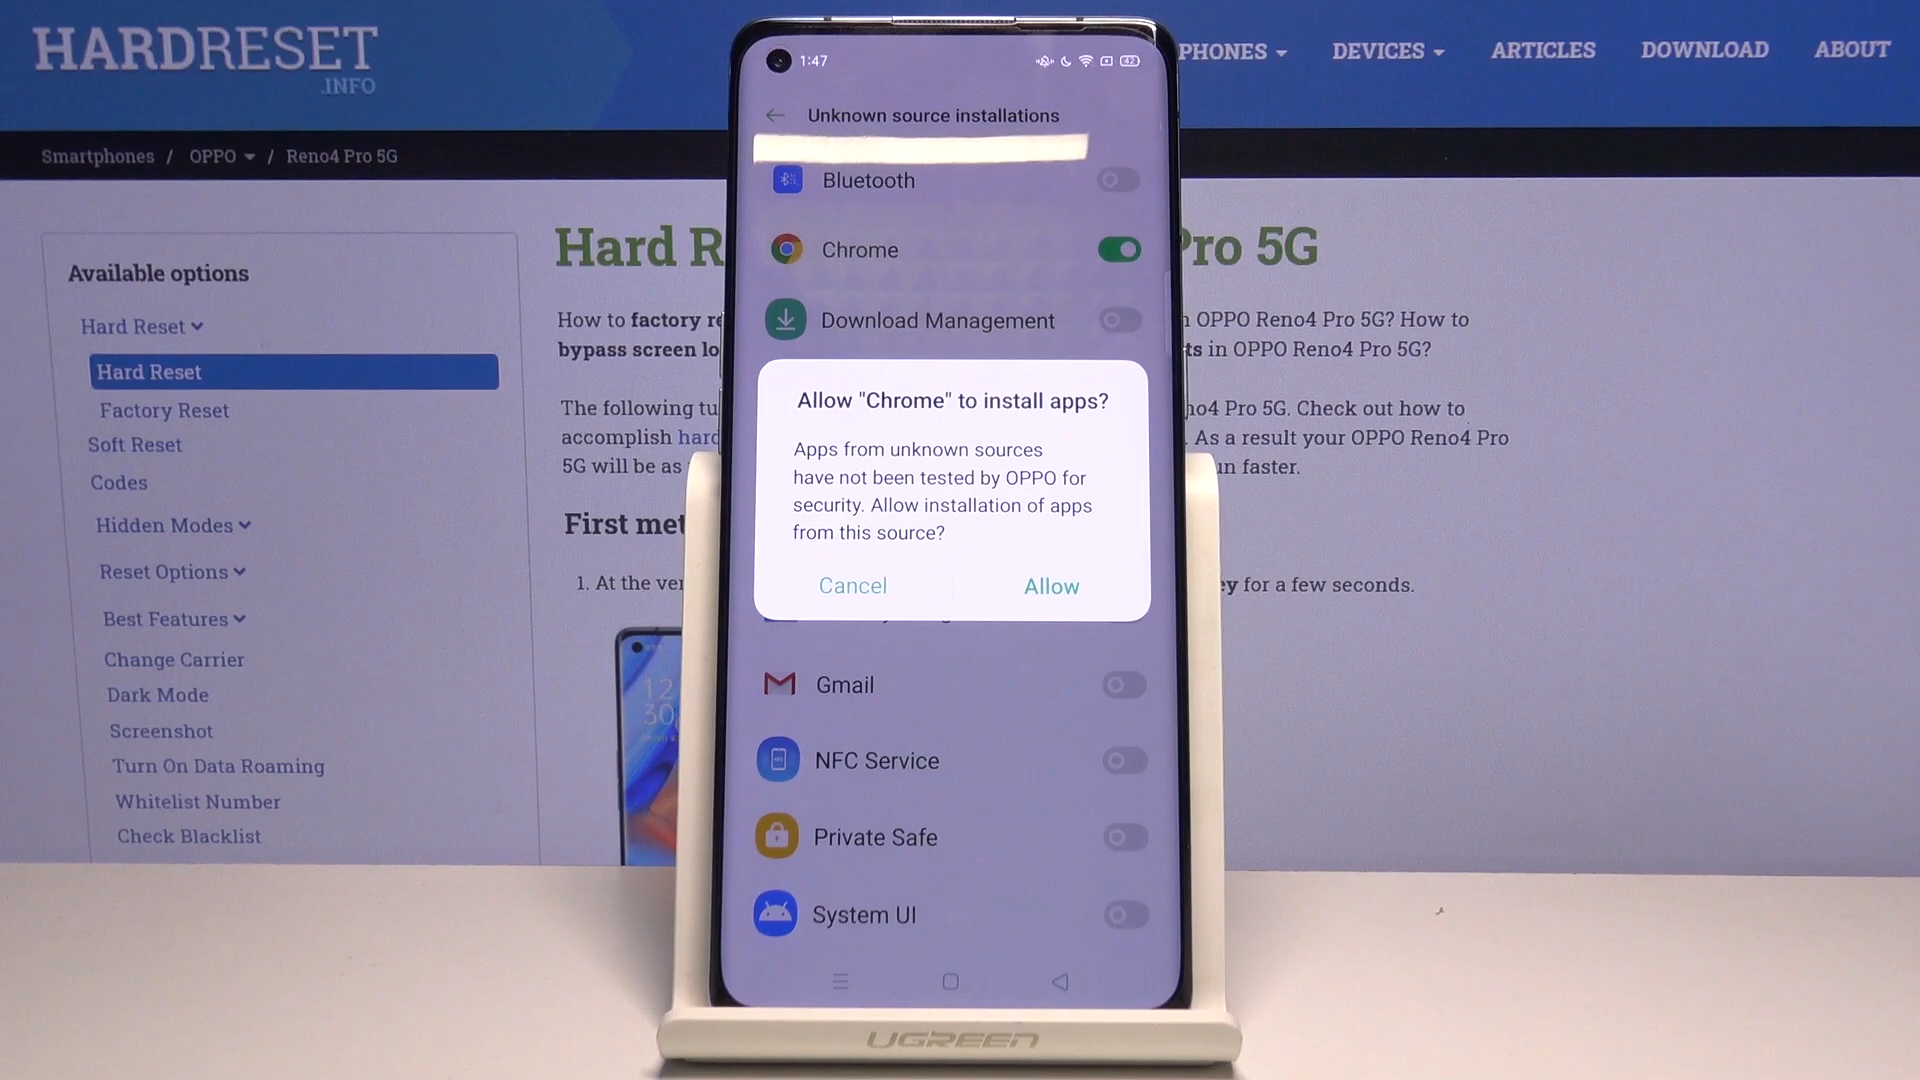 HARDRESET
.INFO
PHONES
DEVICES
ARTICLES
DOWNLOAD
ABOUT
Smartphones / OPPO / Reno4 Pro 5G
Available options
Hard Reset
Hard Reset
Factory Reset
Soft Reset
Codes
Hidden Modes
Reset Options
Best Features
Change Carrier
Dark Mode
Screenshot
Turn On Data Roaming
Whitelist Number
Check Blacklist
Hard R
Pro 5G
How to factory re
OPPO Reno4 Pro 5G? How to
bypass screen lo
ts in OPPO Reno4 Pro 5G?
The following tu
no4 Pro 5G. Check out how to
accomplish hard
. As a result your OPPO Reno4 Pro
5G will be as
un faster.
First met
1. At the ver
ey for a few seconds.
12
30
1:47
42
Unknown source installations
Bluetooth
Chrome
Download Management
Allow "Chrome" to install apps?
Apps from unknown sources
have not been tested by OPPO for
security. Allow installation of apps
from this source?
Cancel
Allow
Gmail
NFC Service
Private Safe
System UI
UGREEN